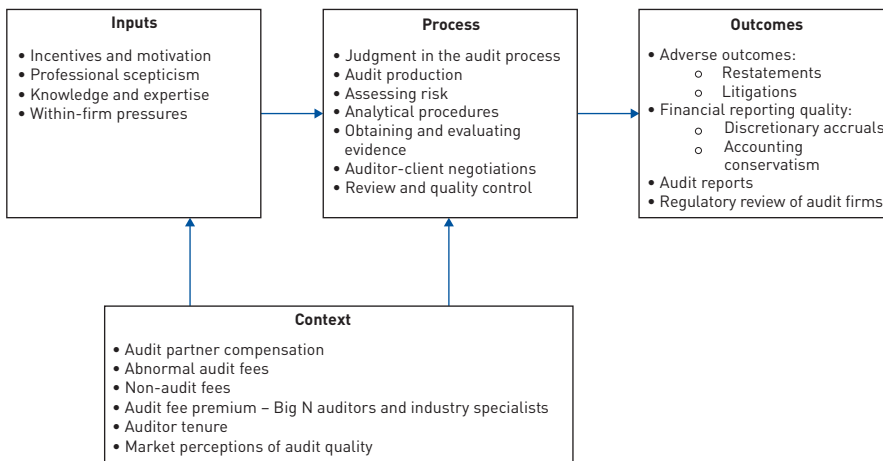 Inputs
• Incentives and motivation
• Professional scepticism
• Knowledge and expertise
• Within-firm pressures
Process
• Judgment in the audit process
• Audit production
• Assessing risk
• Analytical procedures
• Obtaining and evaluating
evidence
• Auditor-client negotiations
• Review and quality control
Outcomes
• Adverse outcomes:
o Restatements
o Litigations
• Financial reporting quality:
o Discretionary accruals
o Accounting
conservatism
• Audit reports
• Regulatory review of audit firms
Context
• Audit partner compensation
• Abnormal audit fees
• Non-audit fees
• Audit fee premium – Big N auditors and industry specialists
• Auditor tenure
• Market perceptions of audit quality